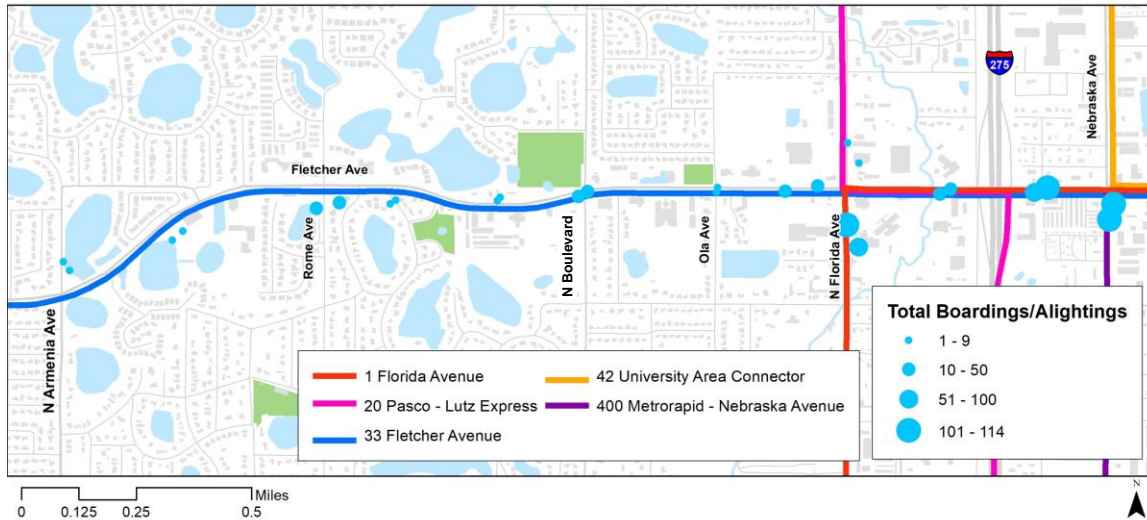 275
Nebraska Ave
Fletcher Ave
N Armenia Ave
Rome Ave
N Boulevard
Ola Ave
N Florida Ave
1 Florida Avenue
20 Pasco - Lutz Express
33 Fletcher Avenue
42 University Area Connector
400 Metrorapid - Nebraska Avenue
Total Boardings/Alightings
1 - 9
10 - 50
51 - 100
101 - 114
Miles
0 0.125 0.25 0.5
N